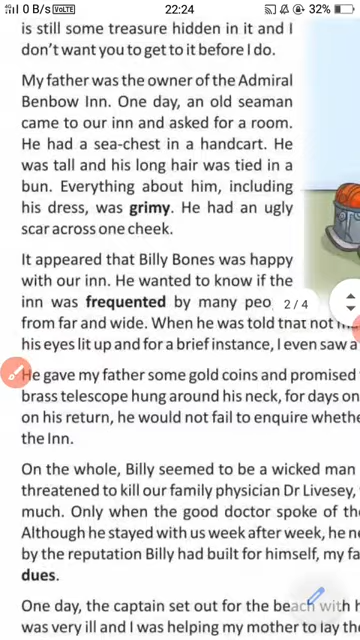 0 B/s VoLTE 22:24 32%
is still some treasure hidden in it and I
don't want you to get to it before I do.
My father was the owner of the Admiral
Benbow Inn. One day, an old seaman
came to our inn and asked for a room.
He had a sea-chest in a handcart. He
was tall and his long hair was tied in a
bun. Everything about him, including
his dress, was grimy. He had an ugly
scar across one cheek.
It appeared that Billy Bones was happy
with our inn. He wanted to know if the
inn was frequented by many peo 2/4
from far and wide. When he was told that not
his eyes lit up and for a brief instance, I even saw a
He gave my father some gold coins and promised
brass telescope hung around his neck, for days on
on his return, he would not fail to enquire whethe
the Inn.
On the whole, Billy seemed to be a wicked man
threatened to kill our family physician Dr Livesey,
much. Only when the good doctor spoke of th
Although he stayed with us week after week, he ne
by the reputation Billy had built for himself, my fa
dues.
One day, the captain set out for the beach with h
was very ill and I was helping my mother to lay the